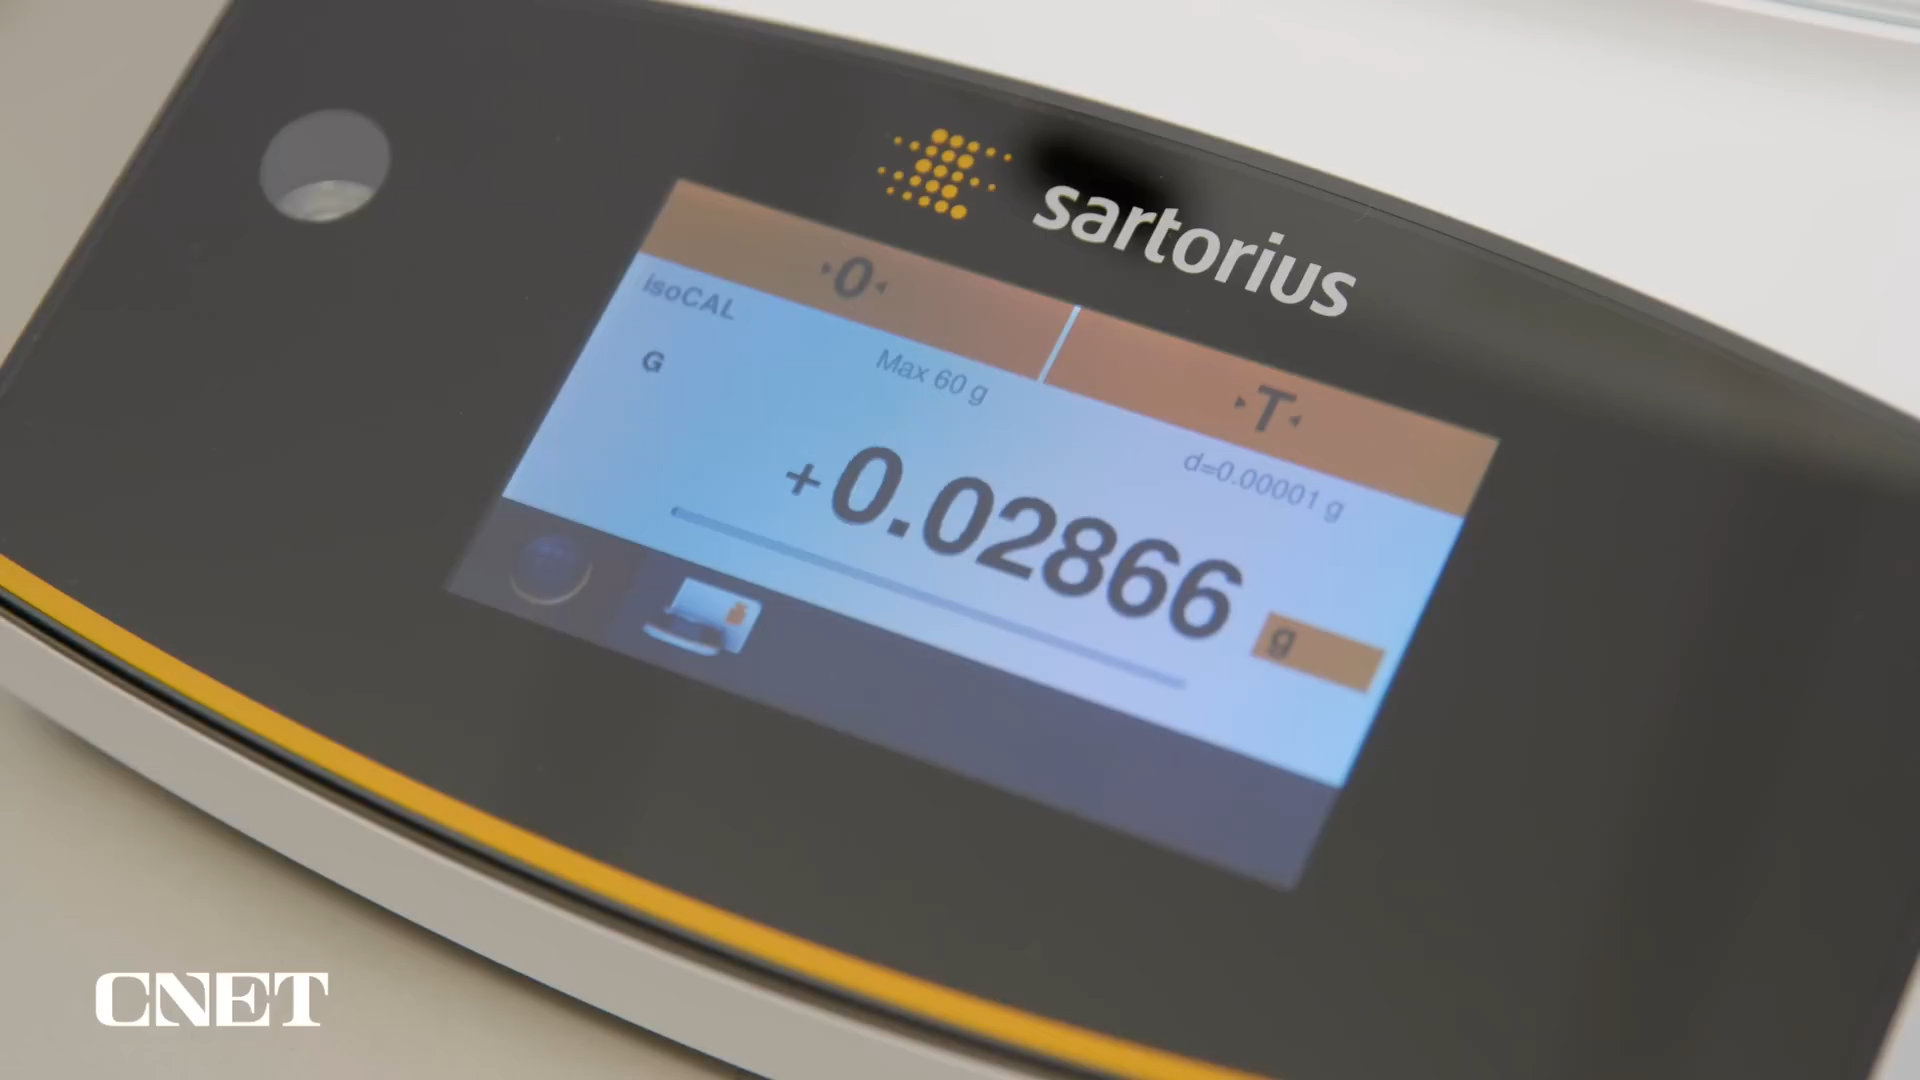 sartorius
0
T
isoCAL
Max 60 g
d=0.00001 g
G
+0.02866 g
CNET